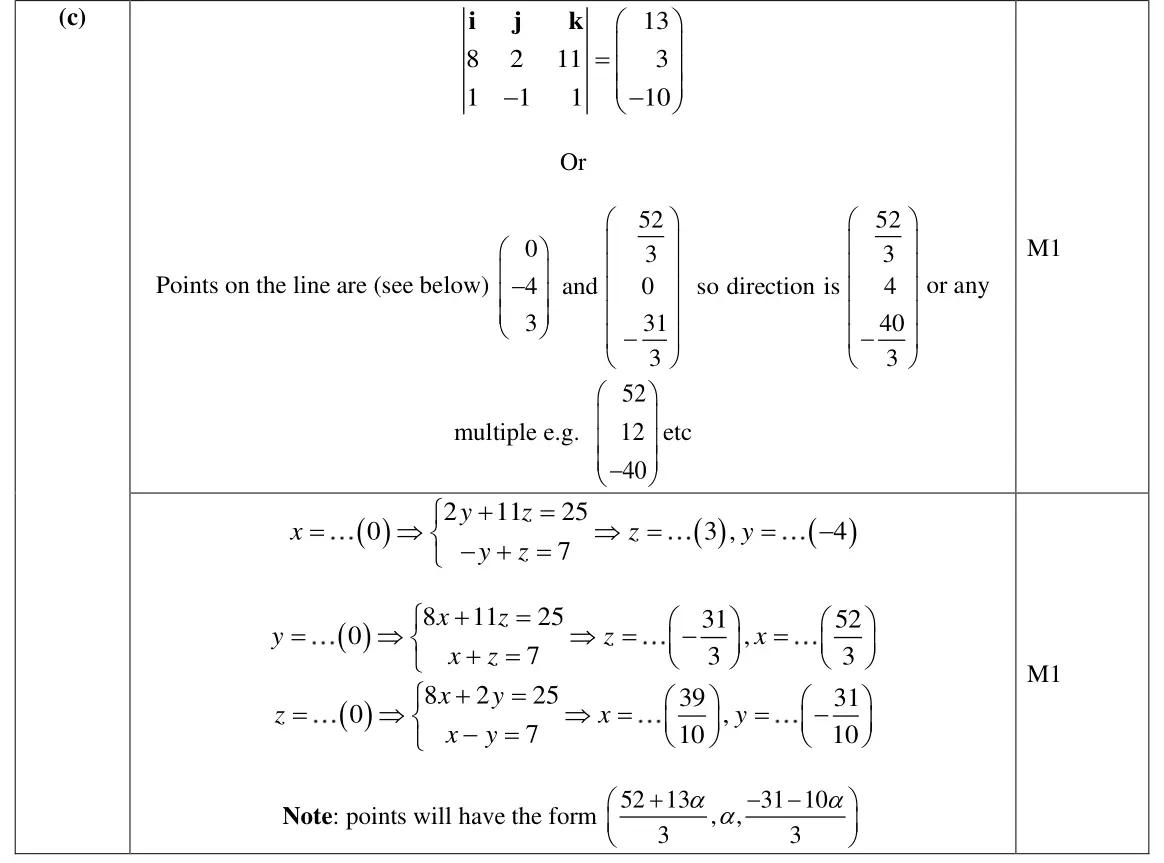 (c)
| i j k |
| 8 2 11 | = ( 13 3 −10 )
| 1 −1 1 |
Or
Points on the line are (see below) ( 0 −4 3 ) and ( 52/3 0 −31/3 ) so direction is ( 52/3 4 −40/3 ) or any
multiple e.g. ( 52 12 −40 ) etc
M1
x = …(0) ⇒ { 2y + 11z = 25 −y + z = 7 ⇒ z = …(3), y = …(−4)
y = …(0) ⇒ { 8x + 11z = 25 x + z = 7 ⇒ z = …(−31/3), x = …(52/3)
z = …(0) ⇒ { 8x + 2y = 25 x − y = 7 ⇒ x = …(39/10), y = …(−31/10)
Note: points will have the form ( (52 + 13α)/3 , α, (−31 − 10α)/3 )
M1